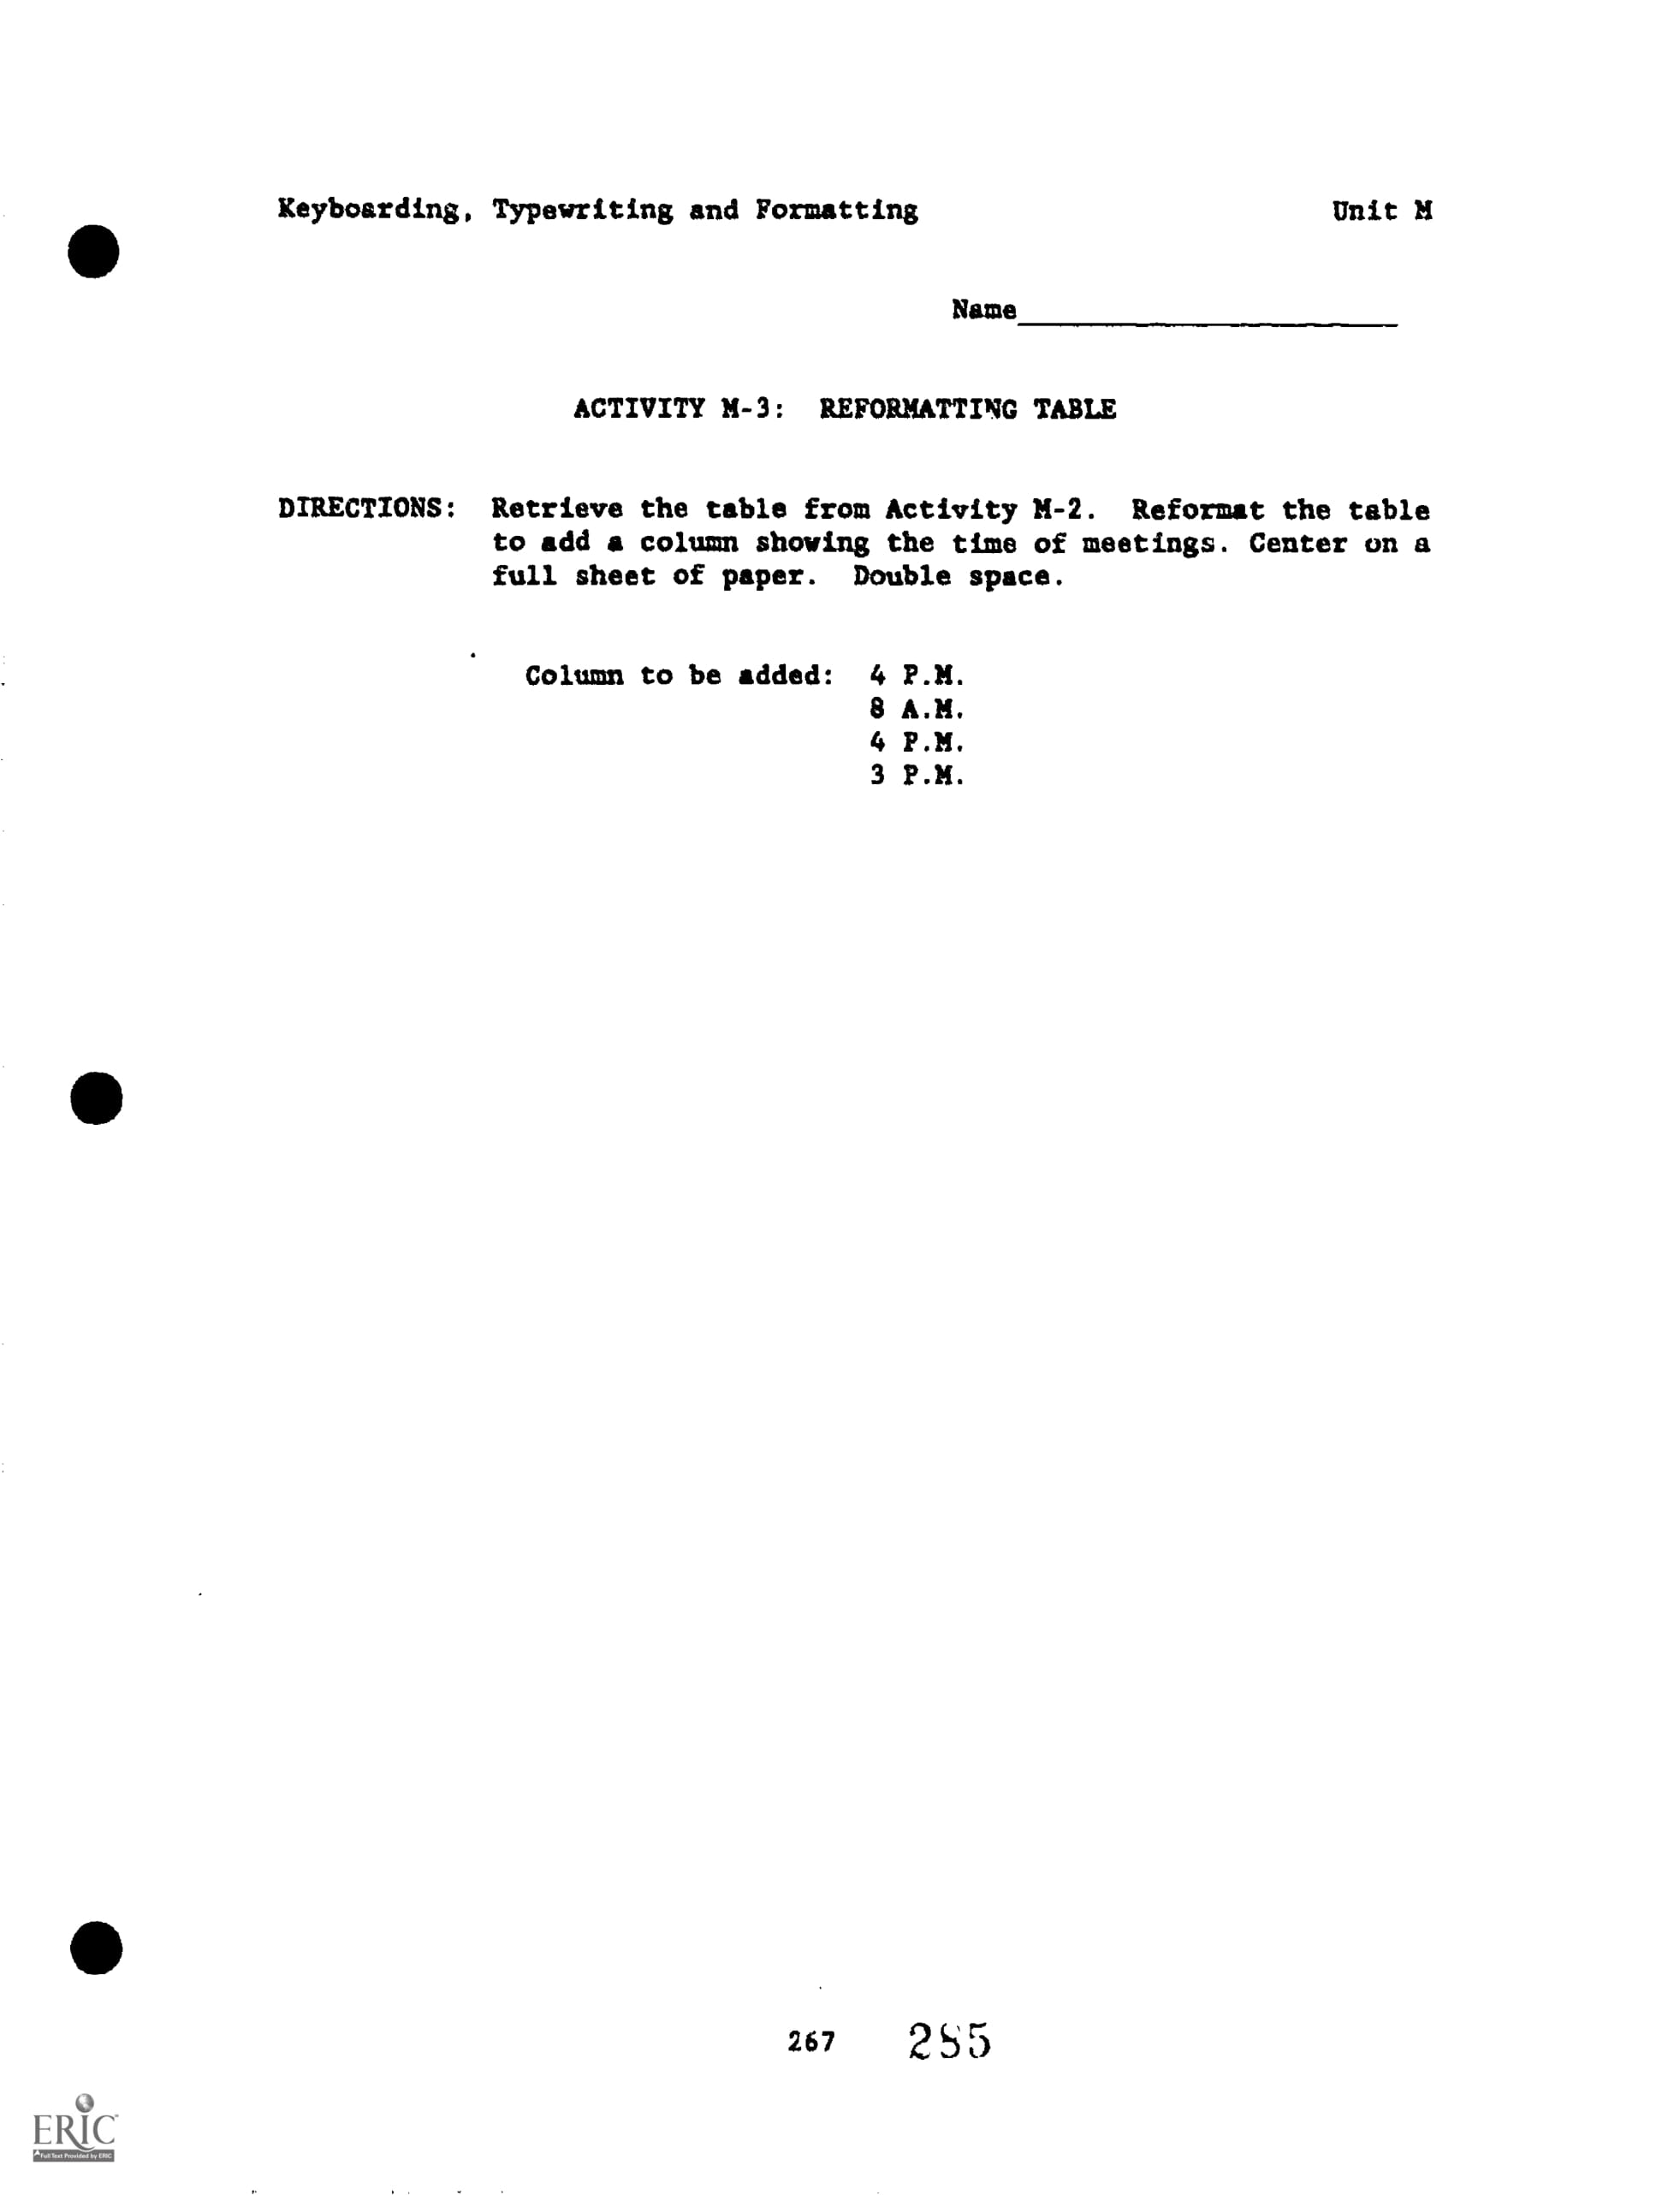 Keyboarding, Typewriting and Formatting Unit M
Name
ACTIVITY M-3: REFORMATTING TABLE
DIRECTIONS: Retrieve the table from Activity M-2. Reformat the table
to add a column showing the time of meetings. Center on a
full sheet of paper. Double space.
Column to be added: 4 P.M.
8 A.M.
4 P.M.
3 P.M.
267 285
ERIC
Full Text Provided by ERIC